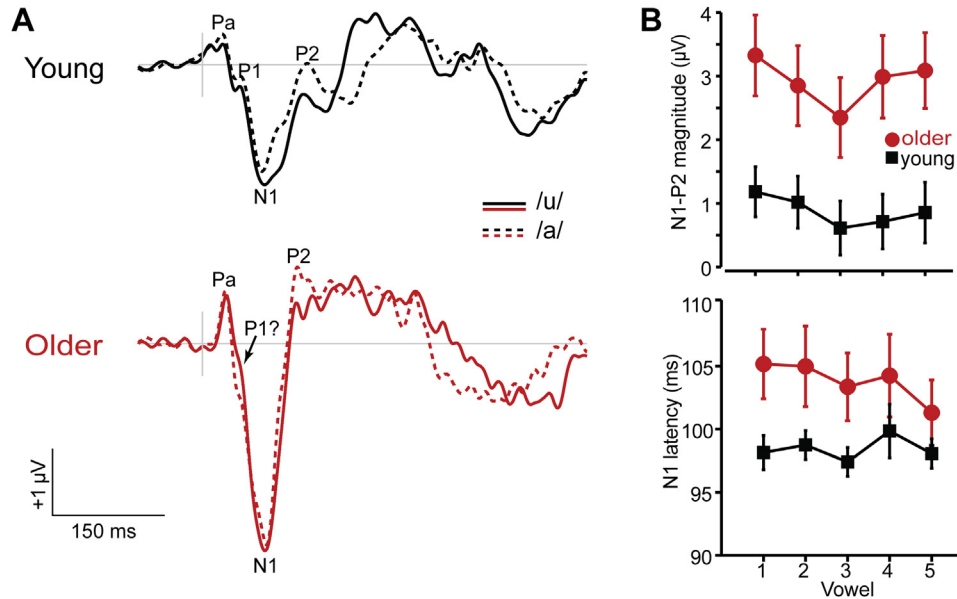 A
Young
Pa
P1
P2
N1
/u/
/a/
Older
Pa
P1?
P2
N1
+1 µV
150 ms
B
N1-P2 magnitude (µV)
4
3
2
1
0
older
young
N1 latency (ms)
110
105
100
95
90
1 2 3 4 5
Vowel